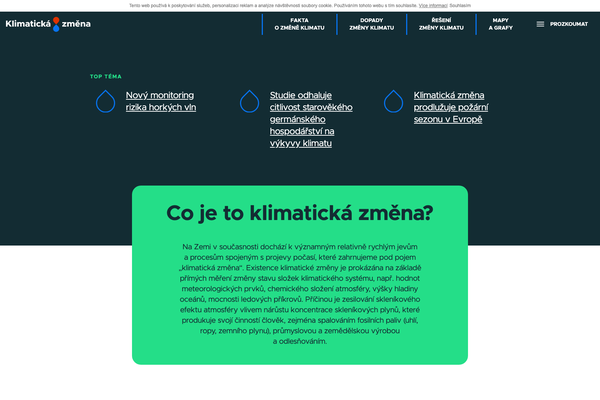 Tento web používá k poskytování služeb, personalizaci reklam a analýze návštěvnosti soubory cookie. Používáním tohoto webu s tím souhlasíte. Více informací Souhlasím
Klimatická změna
FAKTA
O ZMĚNĚ KLIMATU
DOPADY
ZMĚNY KLIMATU
ŘEŠENÍ
ZMĚNY KLIMATU
MAPY
A GRAFY
PROZKOUMAT
TOP TÉMA
Nový monitoring
rizika horkých vln
Studie odhaluje
citlivost starověkého
germánského
hospodářství na
výkyvy klimatu
Klimatická změna
prodlužuje požární
sezonu v Evropě
Co je to klimatická změna?
Na Zemi v současnosti dochází k významným relativně rychlým jevům
a procesům spojeným s projevy počasí, které zahrnujeme pod pojem
„klimatická změna“. Existence klimatické změny je prokázána na základě
přímých měření změny stavu složek klimatického systému, např. hodnot
meteorologických prvků, chemického složení atmosféry, výšky hladiny
oceánů, mocnosti ledových příkrovů. Příčinou je zesilování skleníkového
efektu atmosféry vlivem nárůstu koncentrace skleníkových plynů, které
produkuje svojí činností člověk, zejména spalováním fosilních paliv (uhlí,
ropy, zemního plynu), průmyslovou a zemědělskou výrobou
a odlesňováním.